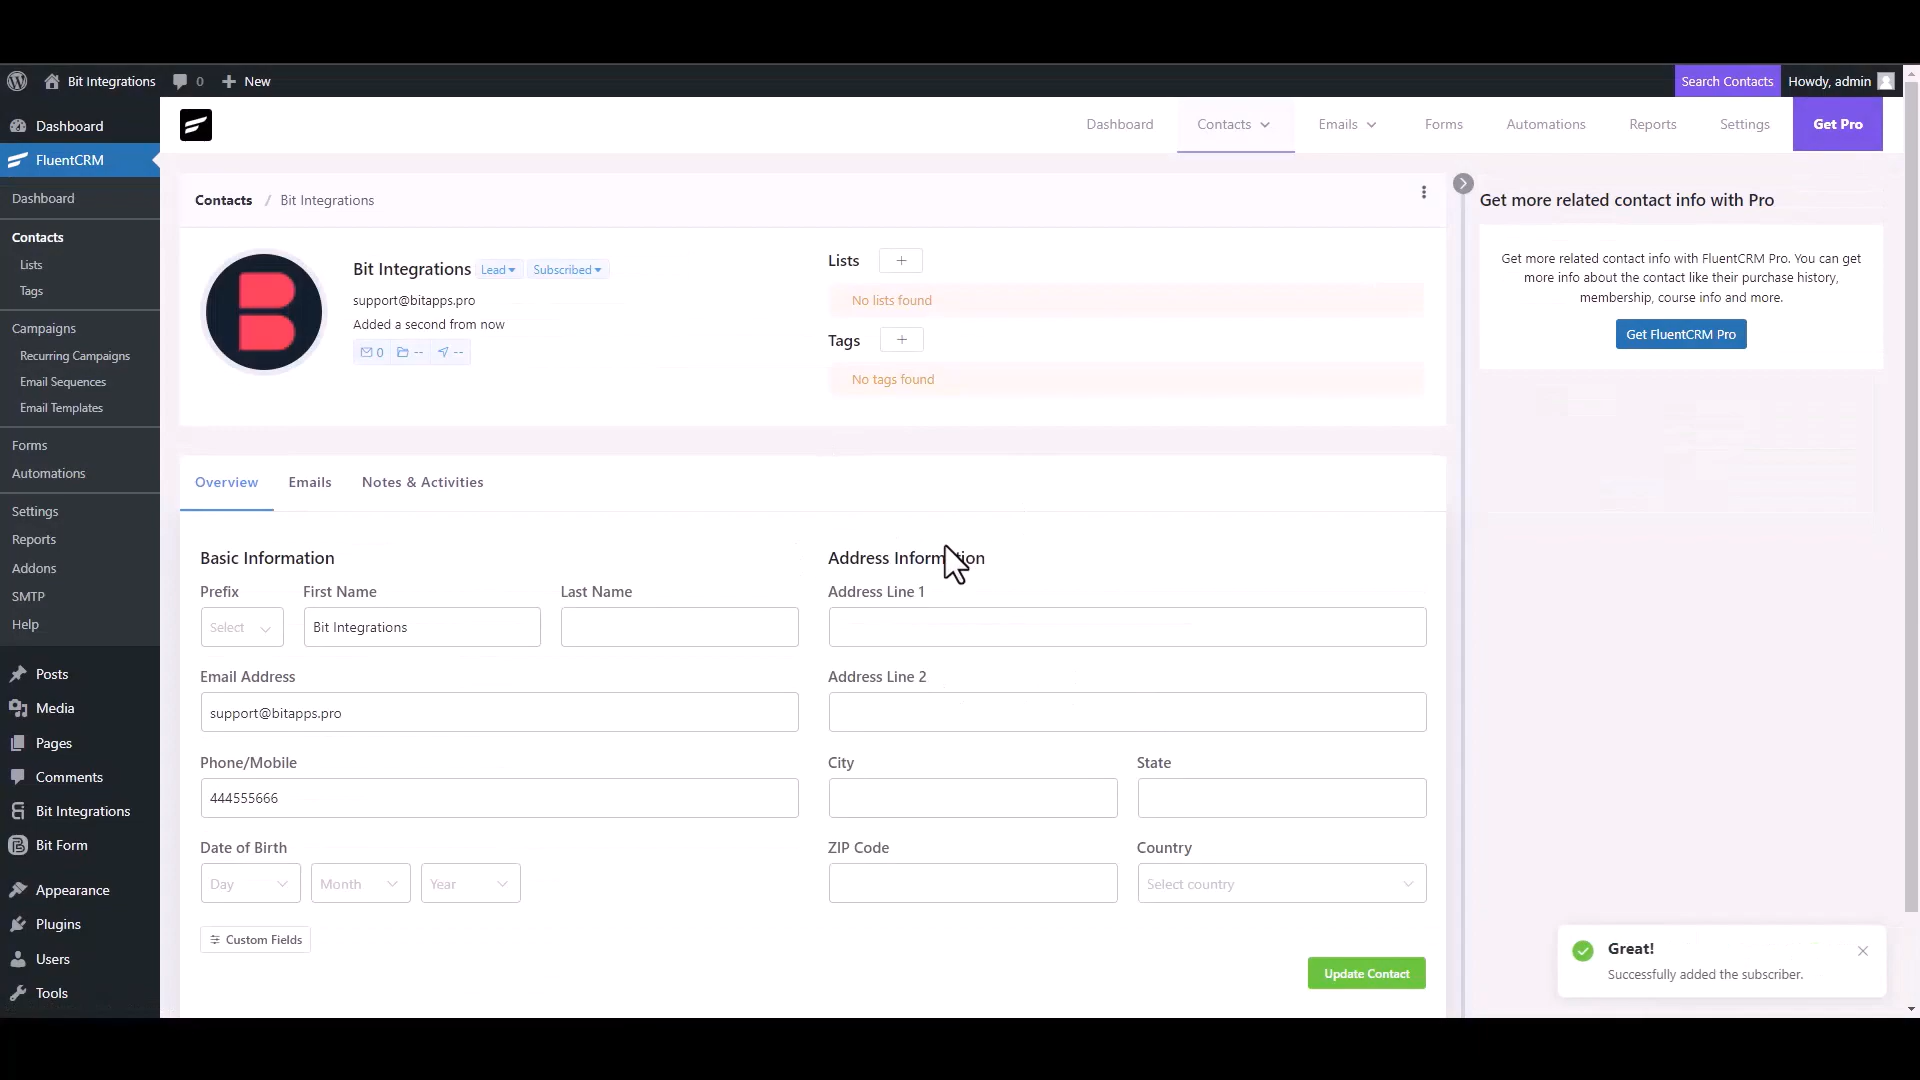 Bit Integrations
0
New
Search Contacts
Howdy, admin
Dashboard
FluentCRM
Dashboard
Contacts
Lists
Tags
Campaigns
Recurring Campaigns
Email Sequences
Email Templates
Forms
Automations
Settings
Reports
Addons
SMTP
Help
Posts
Media
Pages
Comments
Bit Integrations
Bit Form
Appearance
Plugins
Users
Tools
Dashboard
Contacts
Emails
Forms
Automations
Reports
Settings
Get Pro
Contacts / Bit Integrations
Bit Integrations
Lead
Subscribed
support@bitapps.pro
Added a second from now
0
--
--
Lists
+
No lists found
Tags
+
No tags found
Get more related contact info with Pro
Get more related contact info with FluentCRM Pro. You can get
more info about the contact like their purchase history,
membership, course info and more.
Get FluentCRM Pro
Overview
Emails
Notes & Activities
Basic Information
Prefix
First Name
Last Name
Select
Bit Integrations
Email Address
support@bitapps.pro
Phone/Mobile
444555666
Date of Birth
Day
Month
Year
Custom Fields
Address Information
Address Line 1
Address Line 2
City
State
ZIP Code
Country
Select country
Update Contact
Great!
Successfully added the subscriber.